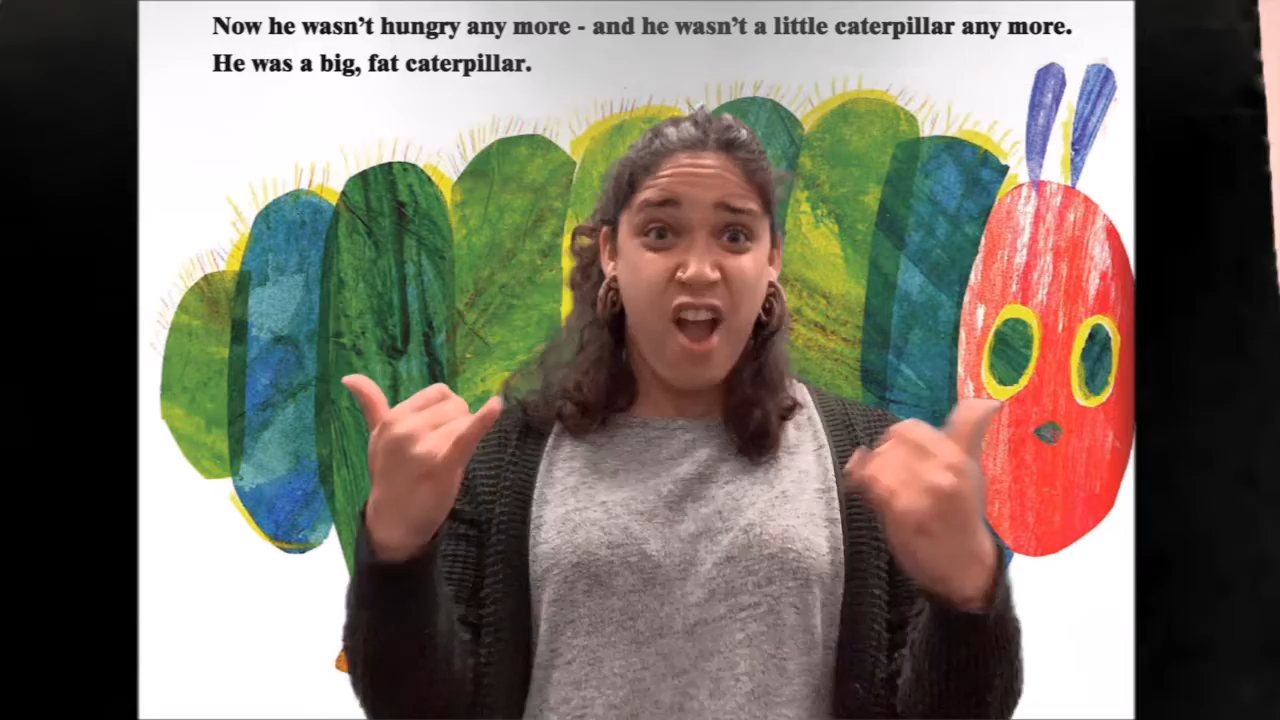 Now he wasn't hungry any more - and he wasn't a little caterpillar any more.
He was a big, fat caterpillar.